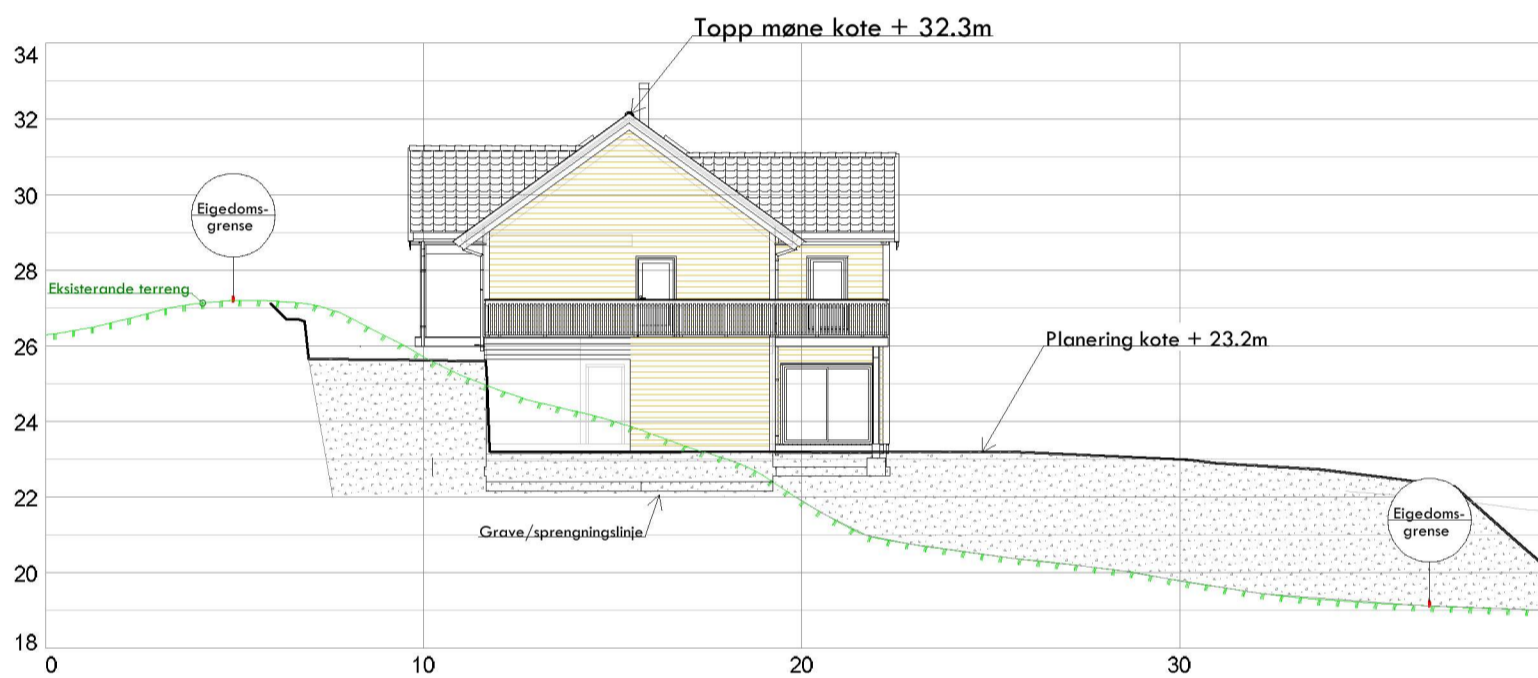 Topp møne kote + 32.3m
34
32
30
28
26
24
22
20
18
Eigedoms-
grense
Eksisterande terreng
Planering kote + 23.2m
Grave/sprengningslinje
Eigedoms-
grense
0
10
20
30